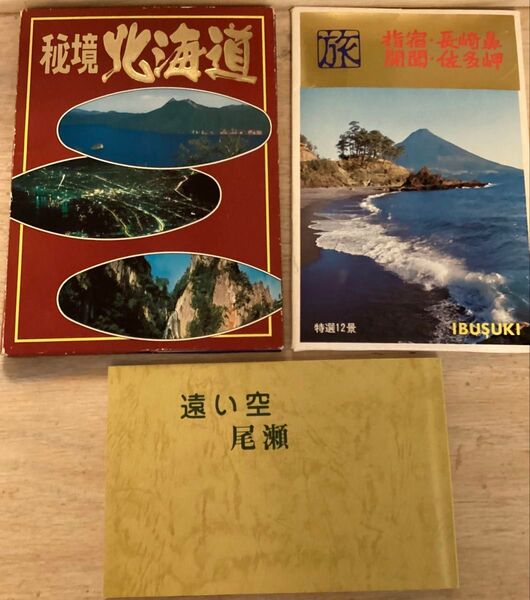 秘境 北海道
旅
指宿・長崎鼻
開聞・佐多岬
特選12景
IBUSUKI
遠い空
尾瀬